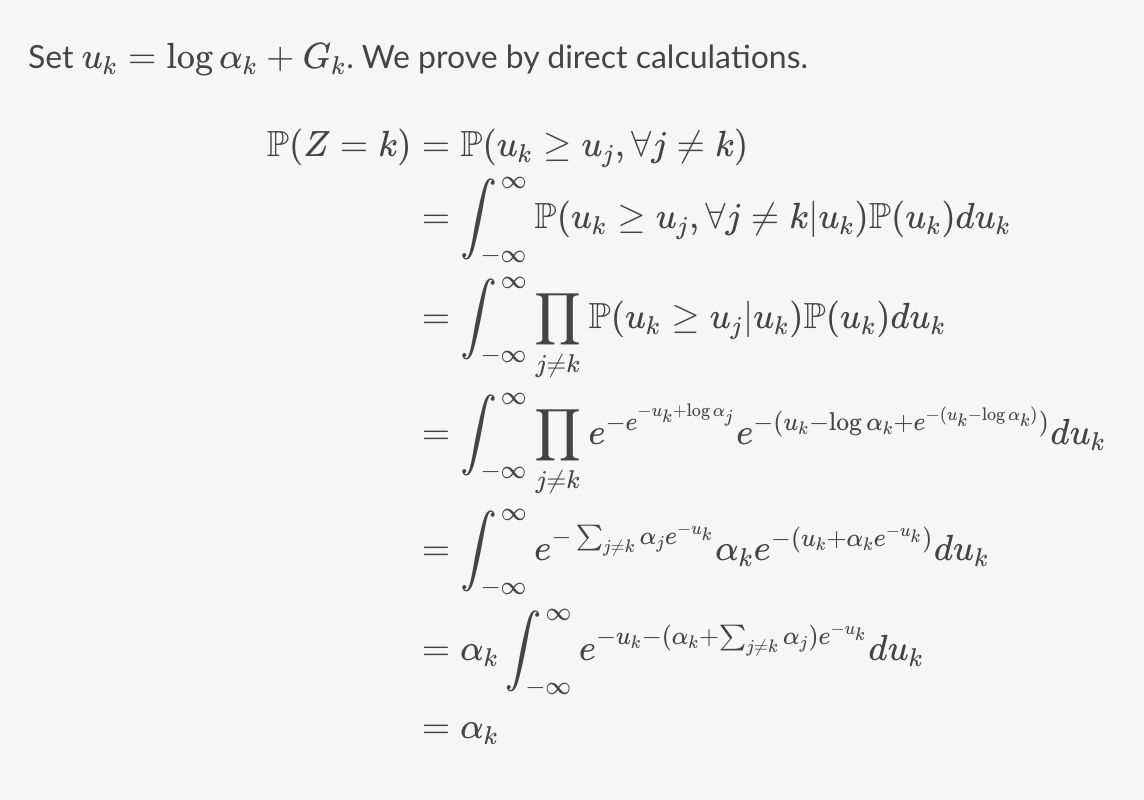 Set $u_k = \log \alpha_k + G_k$. We prove by direct calculations.
$\mathbb{P}(Z = k) = \mathbb{P}(u_k \geq u_j, \forall j \neq k)$
$= \int_{-\infty}^{\infty} \mathbb{P}(u_k \geq u_j, \forall j \neq k | u_k) \mathbb{P}(u_k) du_k$
$= \int_{-\infty}^{\infty} \prod_{j \neq k} \mathbb{P}(u_k \geq u_j | u_k) \mathbb{P}(u_k) du_k$
$= \int_{-\infty}^{\infty} \prod_{j \neq k} e^{-e^{-u_k + \log \alpha_j}} e^{-(u_k - \log \alpha_k + e^{-(u_k - \log \alpha_k)})} du_k$
$= \int_{-\infty}^{\infty} e^{-\sum_{j \neq k} \alpha_j e^{-u_k}} \alpha_k e^{-(u_k + \alpha_k e^{-u_k})} du_k$
$= \alpha_k \int_{-\infty}^{\infty} e^{-u_k - (\alpha_k + \sum_{j \neq k} \alpha_j) e^{-u_k}} du_k$
$= \alpha_k$